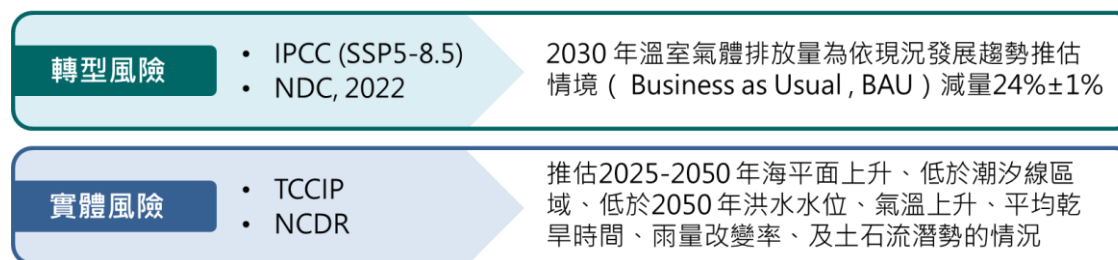 轉型風險
• IPCC (SSP5-8.5)
• NDC, 2022
2030 年溫室氣體排放量為依現況發展趨勢推估
情境（ Business as Usual , BAU ）減量24%±1%
實體風險
• TCCIP
• NCDR
推估2025-2050 年海平面上升、低於潮汐線區
域、低於2050 年洪水水位、氣溫上升、平均乾
旱時間、雨量改變率、及土石流潛勢的情況